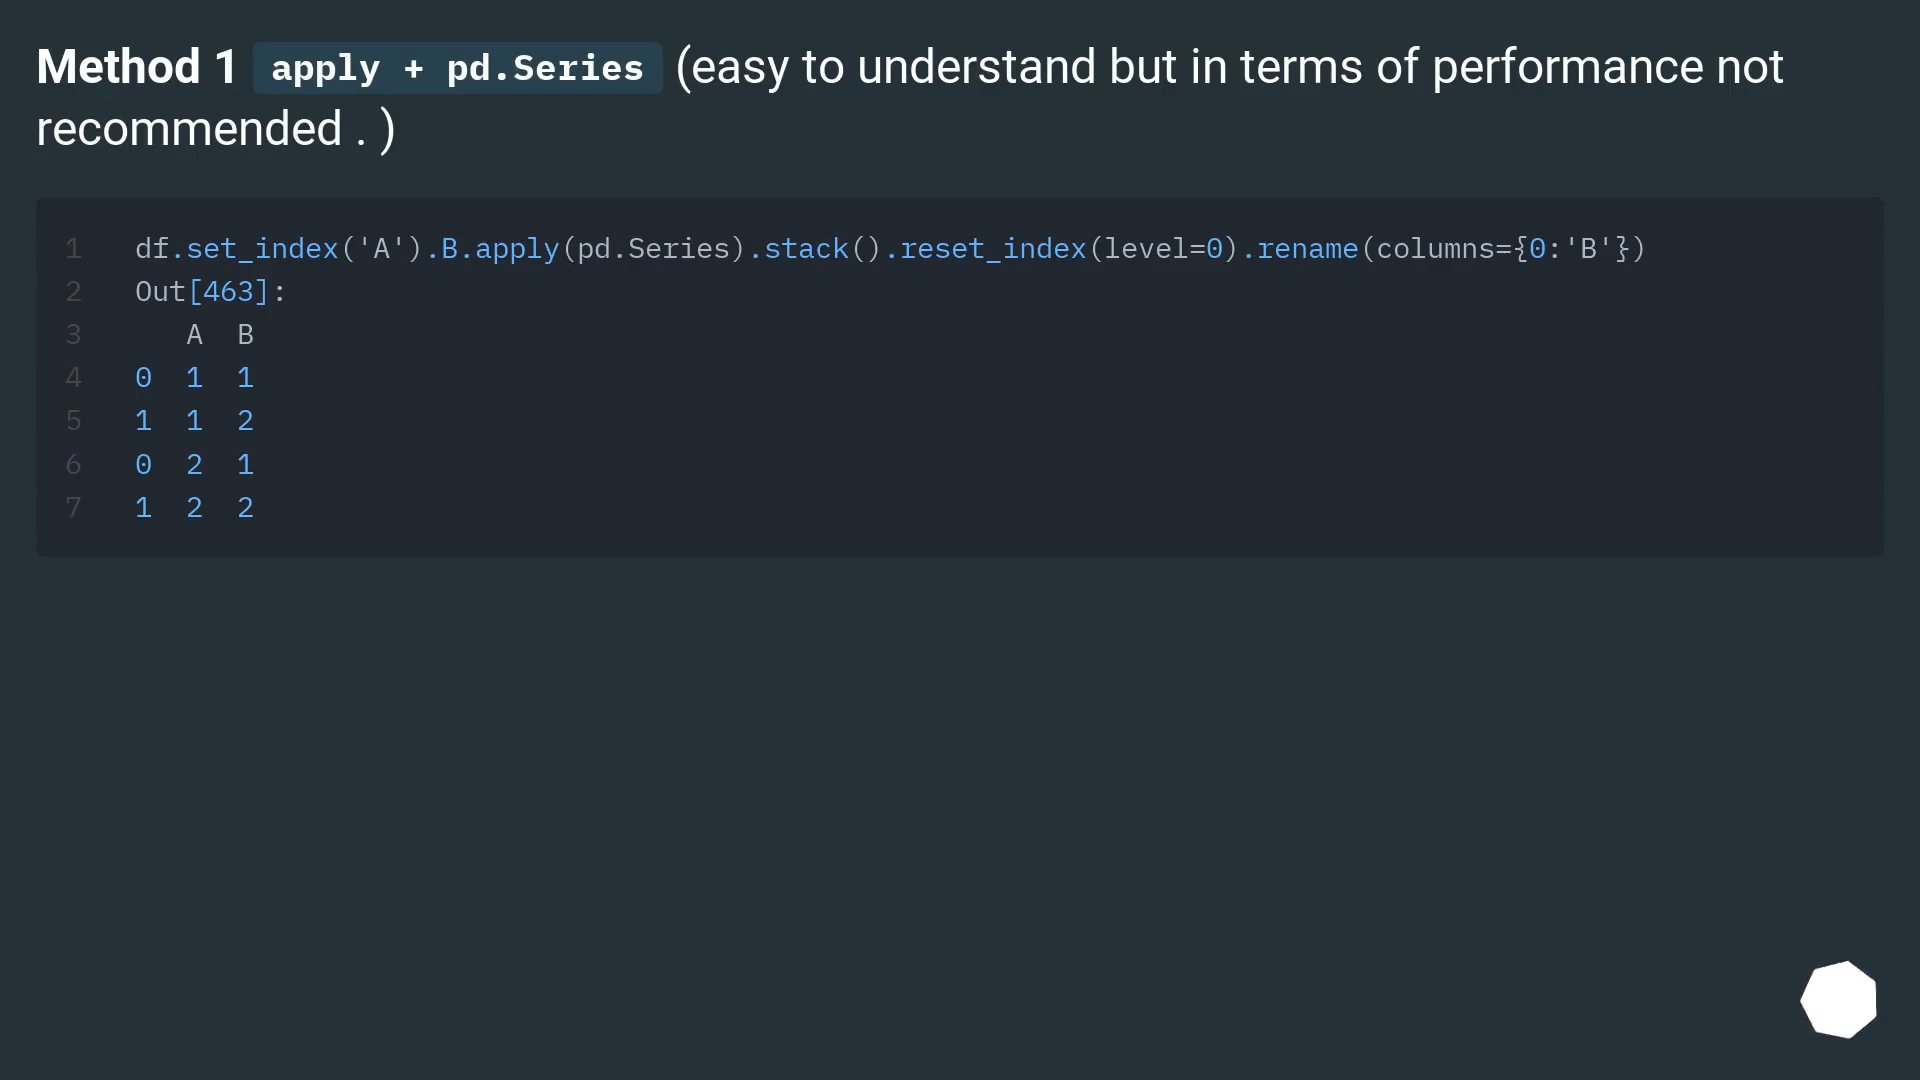 Method 1 apply + pd.Series (easy to understand but in terms of performance not
recommended . )
1 df.set_index('A').B.apply(pd.Series).stack().reset_index(level=0).rename(columns={0:'B'})
2 Out[463]:
3    A  B
4 0  1  1
5 1  1  2
6 0  2  1
7 1  2  2